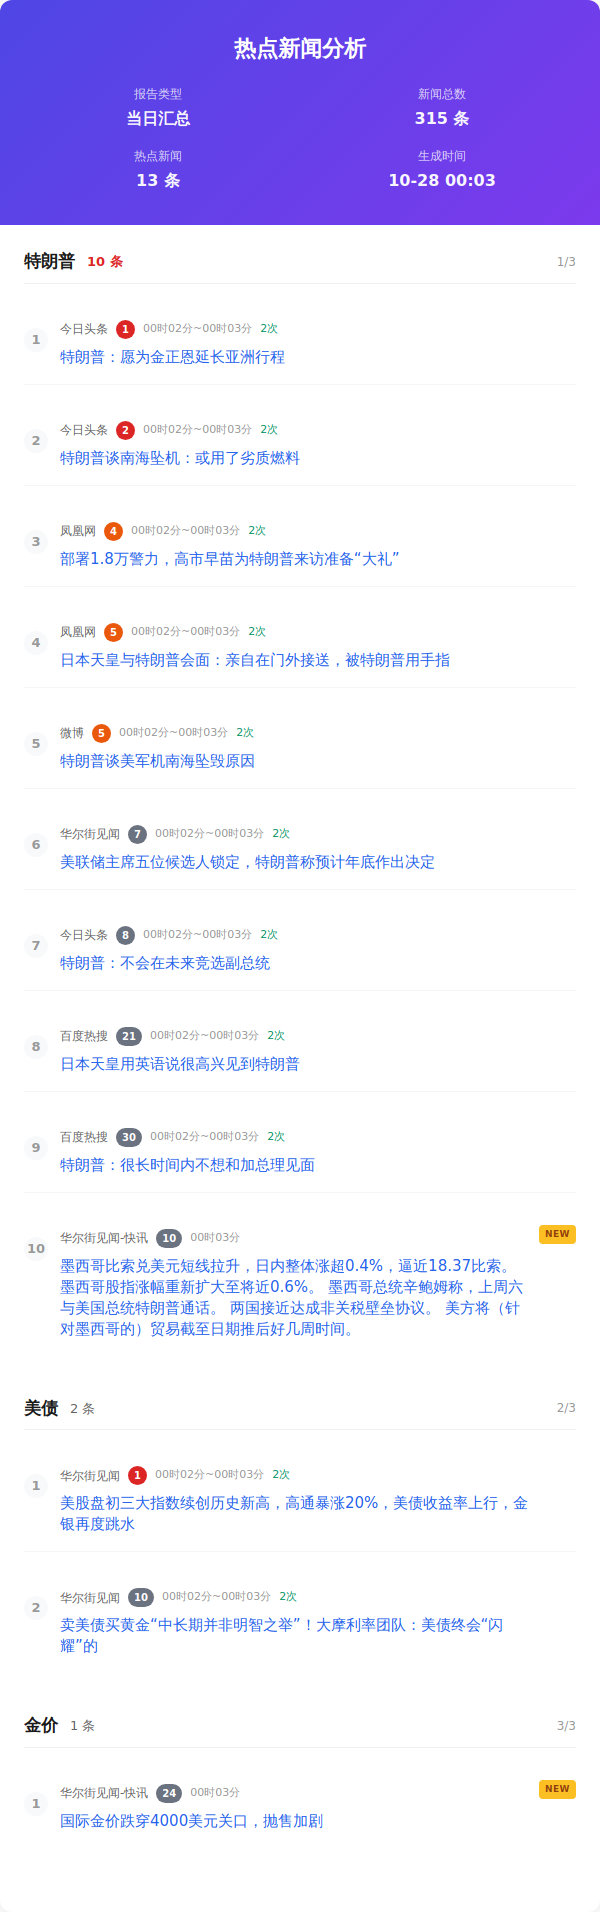 热点新闻分析
报告类型
新闻总数
当日汇总
315 条
热点新闻
生成时间
13 条
10-28 00:03
特朗普 10 条 1/3
1 今日头条 1 00时02分~00时03分 2次
特朗普：愿为金正恩延长亚洲行程
2 今日头条 2 00时02分~00时03分 2次
特朗普谈南海坠机：或用了劣质燃料
3 凤凰网 4 00时02分~00时03分 2次
部署1.8万警力，高市早苗为特朗普来访准备“大礼”
4 凤凰网 5 00时02分~00时03分 2次
日本天皇与特朗普会面：亲自在门外接送，被特朗普用手指
5 微博 5 00时02分~00时03分 2次
特朗普谈美军机南海坠毁原因
6 华尔街见闻 7 00时02分~00时03分 2次
美联储主席五位候选人锁定，特朗普称预计年底作出决定
7 今日头条 8 00时02分~00时03分 2次
特朗普：不会在未来竞选副总统
8 百度热搜 21 00时02分~00时03分 2次
日本天皇用英语说很高兴见到特朗普
9 百度热搜 30 00时02分~00时03分 2次
特朗普：很长时间内不想和加总理见面
10 华尔街见闻-快讯 10 00时03分 NEW
墨西哥比索兑美元短线拉升，日内整体涨超0.4%，逼近18.37比索。
墨西哥股指涨幅重新扩大至将近0.6%。 墨西哥总统辛鲍姆称，上周六
与美国总统特朗普通话。 两国接近达成非关税壁垒协议。 美方将（针
对墨西哥的）贸易截至日期推后好几周时间。
美债 2 条 2/3
1 华尔街见闻 1 00时02分~00时03分 2次
美股盘初三大指数续创历史新高，高通暴涨20%，美债收益率上行，金
银再度跳水
2 华尔街见闻 10 00时02分~00时03分 2次
卖美债买黄金“中长期并非明智之举”！大摩利率团队：美债终会“闪
耀”的
金价 1 条 3/3
1 华尔街见闻-快讯 24 00时03分 NEW
国际金价跌穿4000美元关口，抛售加剧